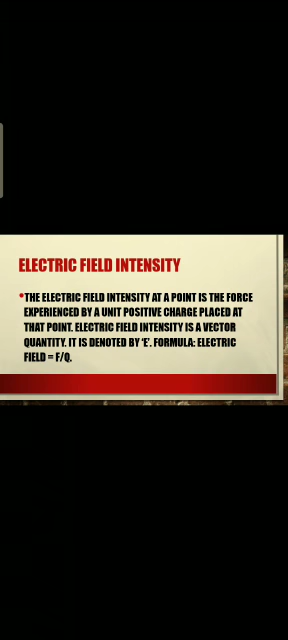 ELECTRIC FIELD INTENSITY
•THE ELECTRIC FIELD INTENSITY AT A POINT IS THE FORCE
EXPERIENCED BY A UNIT POSITIVE CHARGE PLACED AT
THAT POINT. ELECTRIC FIELD INTENSITY IS A VECTOR
QUANTITY. IT IS DENOTED BY ‘E’. FORMULA: ELECTRIC
FIELD = F/Q.